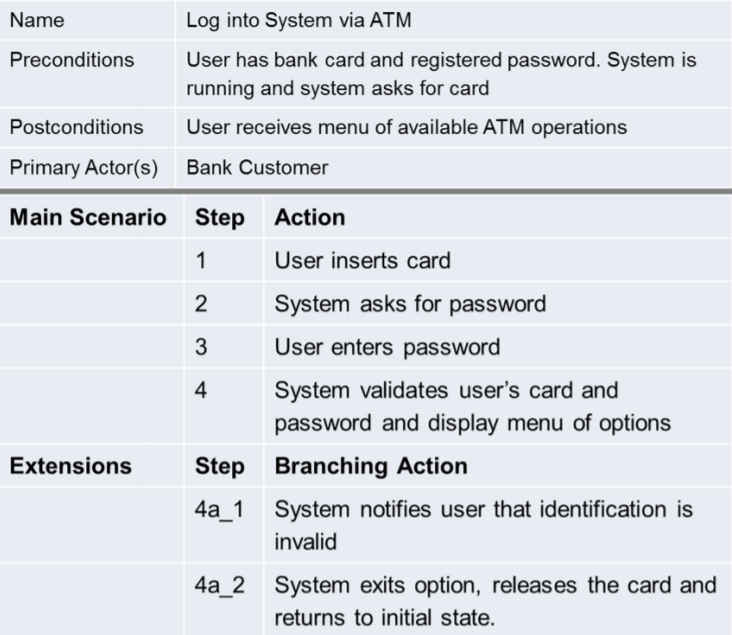 Name Log into System via ATM
Preconditions User has bank card and registered password. System is
running and system asks for card
Postconditions User receives menu of available ATM operations
Primary Actor(s) Bank Customer
Main Scenario Step Action
1 User inserts card
2 System asks for password
3 User enters password
4 System validates user's card and
password and display menu of options
Extensions Step Branching Action
4a_1 System notifies user that identification is
invalid
4a_2 System exits option, releases the card and
returns to initial state.